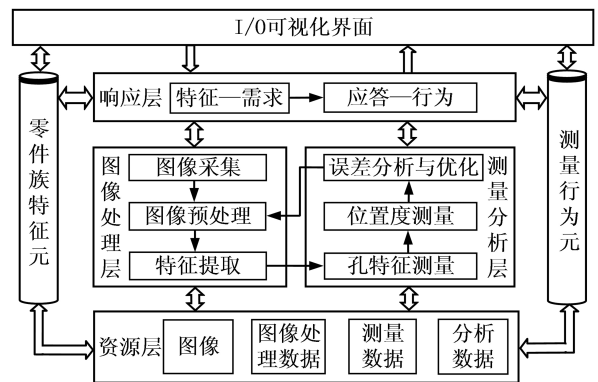 I/O可视化界面
响应层
特征—需求
应答—行为
零件族特征元
测量行为元
图像处理层
图像采集
图像预处理
特征提取
误差分析与优化
位置度测量
孔特征测量
测量分析层
资源层
图像
图像处
理数据
测量
数据
分析
数据